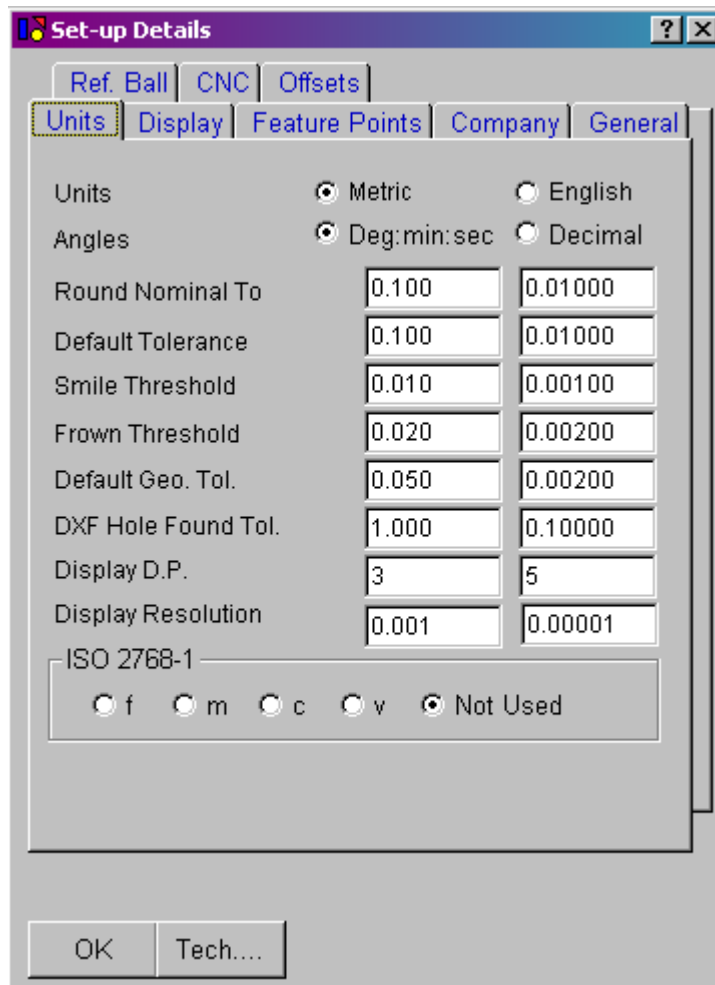 Set-up Details
Ref. Ball CNC Offsets
Units Display Feature Points Company General
Units Metric English
Angles Deg:min:sec Decimal
Round Nominal To 0.100 0.01000
Default Tolerance 0.100 0.01000
Smile Threshold 0.010 0.00100
Frown Threshold 0.020 0.00200
Default Geo. Tol. 0.050 0.00200
DXF Hole Found Tol. 1.000 0.10000
Display D.P. 3 5
Display Resolution 0.001 0.00001
ISO 2768-1
f m c v Not Used
OK Tech....